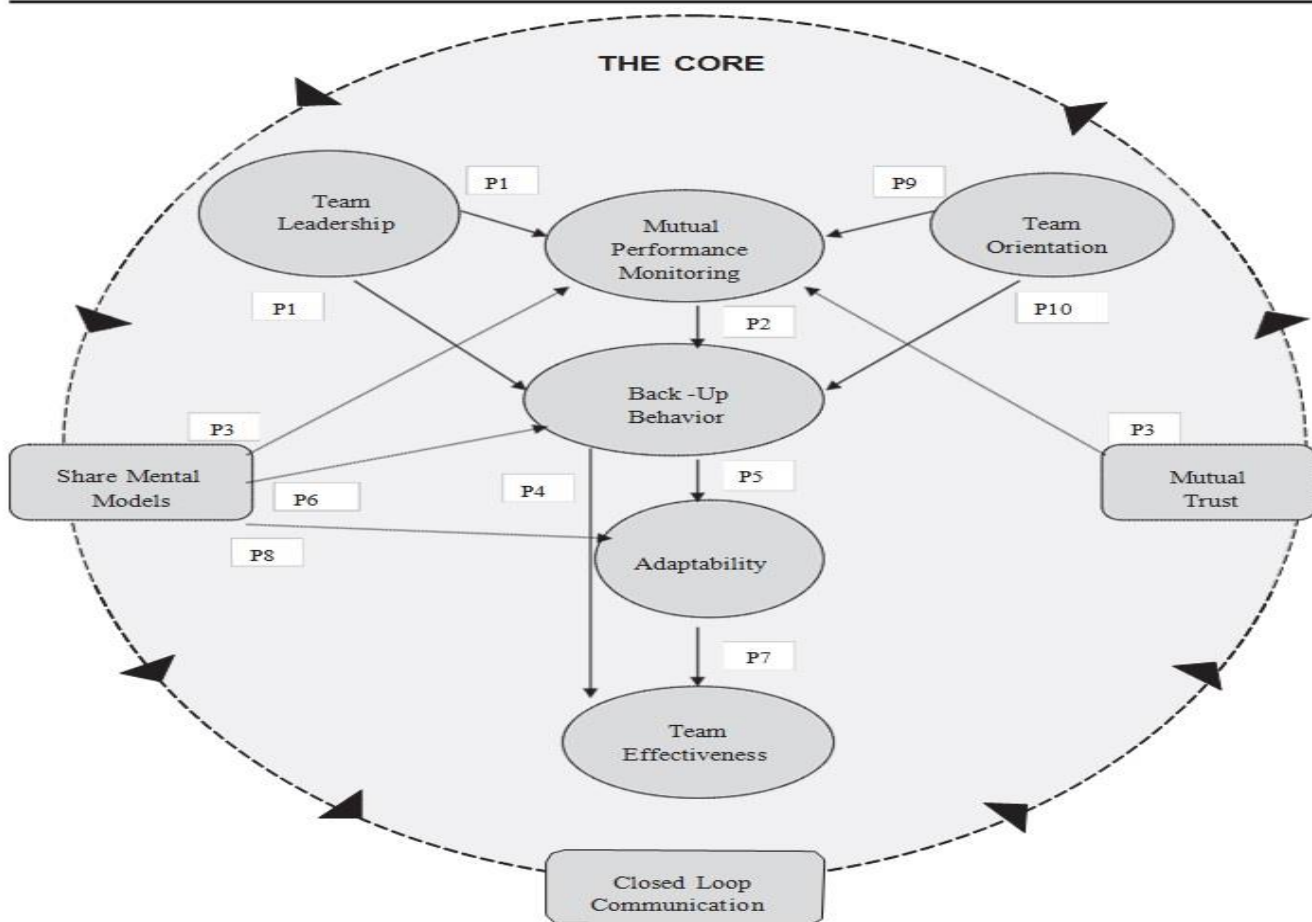 THE CORE
P1
P9
Team
Leadership
Mutual
Performance
Monitoring
Team
Orientation
P1
P2
P10
Back -Up
Behavior
P3
P3
Share Mental
Models
P6
P4
P5
Mutual
Trust
P8
Adaptability
P7
Team
Effectiveness
Closed Loop
Communication